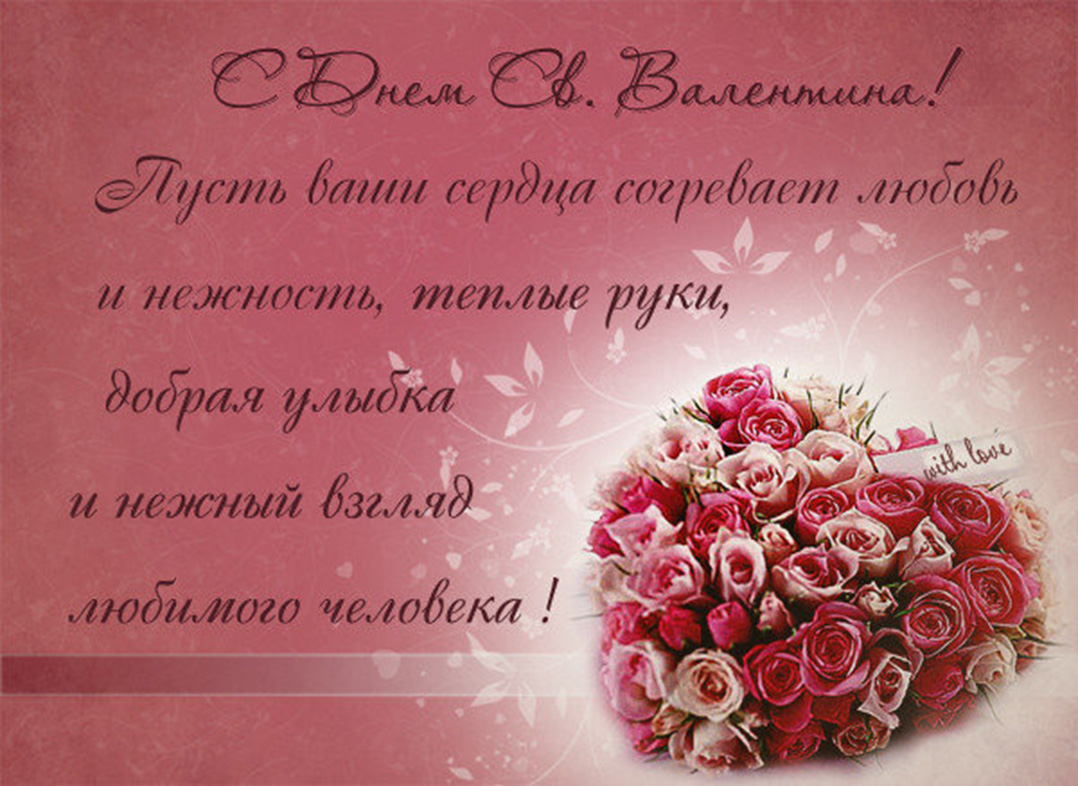 С Днем Св. Валентина!
Пусть ваши сердца согревает любовь
и нежность, теплые руки,
добрая улыбка
with love
и нежный взгляд
любимого человека !